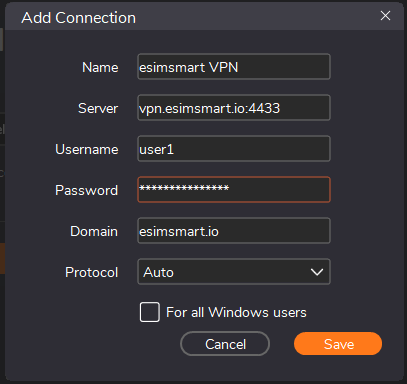 Add Connection
Name esimsmart VPN
Server vpn.esimsmart.io:4433
Username user1
Password ***************
Domain esimsmart.io
Protocol Auto
For all Windows users
Cancel Save